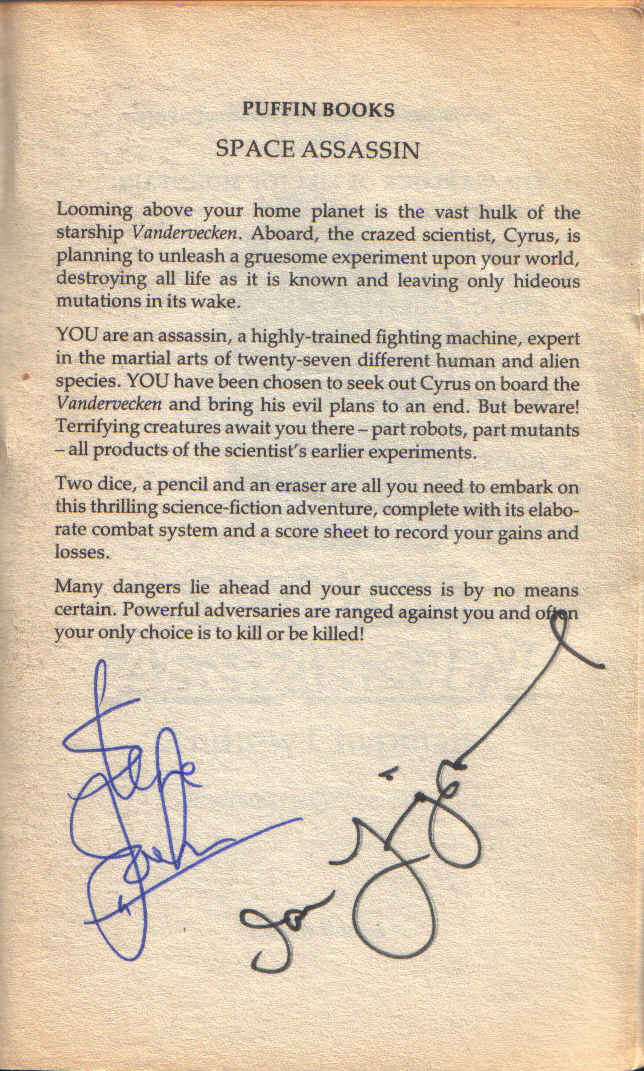 PUFFIN BOOKS
SPACE ASSASSIN
Looming above your home planet is the vast hulk of the
starship Vandervecken. Aboard, the crazed scientist, Cyrus, is
planning to unleash a gruesome experiment upon your world,
destroying all life as it is known and leaving only hideous
mutations in its wake.
YOU are an assassin, a highly-trained fighting machine, expert
in the martial arts of twenty-seven different human and alien
species. YOU have been chosen to seek out Cyrus on board the
Vandervecken and bring his evil plans to an end. But beware!
Terrifying creatures await you there – part robots, part mutants
– all products of the scientist's earlier experiments.
Two dice, a pencil and an eraser are all you need to embark on
this thrilling science-fiction adventure, complete with its elabo-
rate combat system and a score sheet to record your gains and
losses.
Many dangers lie ahead and your success is by no means
certain. Powerful adversaries are ranged against you and often
your only choice is to kill or be killed!